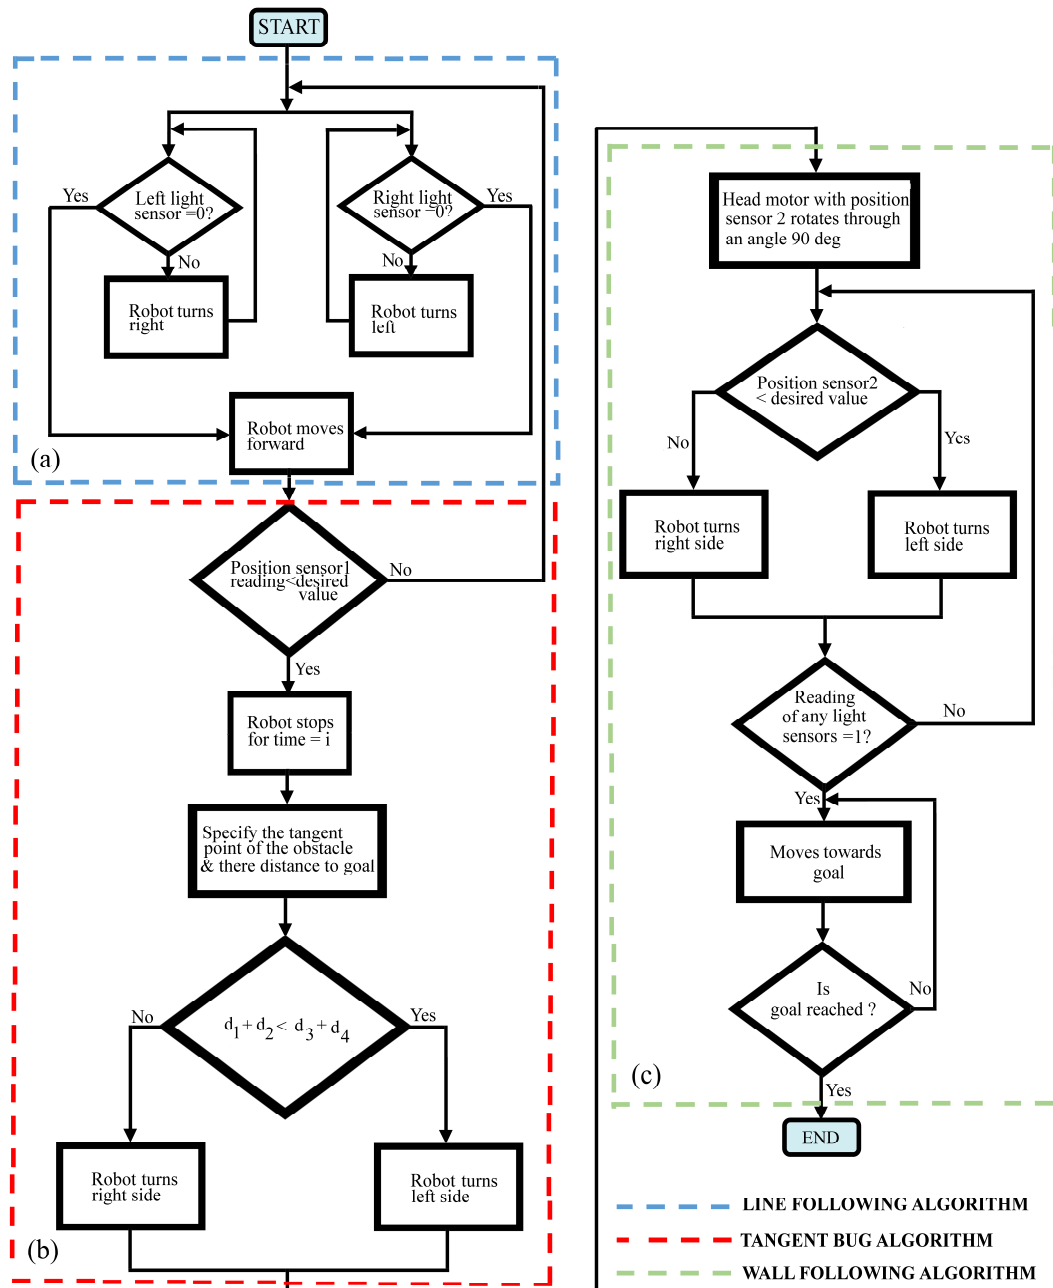 START
Yes
Left light
sensor =0?
No
Robot turns
right
Right light
sensor =0?
Yes
No
Robot turns
left
Robot moves
forward
(a)
Position sensor1
reading<desired
value
No
Yes
Robot stops
for time = i
Specify the tangent
point of the obstacle
& there distance to goal
d1 + d2 < d3 + d4
No
Yes
Robot turns
right side
Robot turns
left side
(b)
Head motor with position
sensor 2 rotates through
an angle 90 deg
Position sensor2
< desired value
No
Yes
Robot turns
right side
Robot turns
left side
Reading
of any light
sensors =1?
No
Yes
Moves towards
goal
Is
goal reached ?
No
Yes
(c)
END
LINE FOLLOWING ALGORITHM
TANGENT BUG ALGORITHM
WALL FOLLOWING ALGORITHM